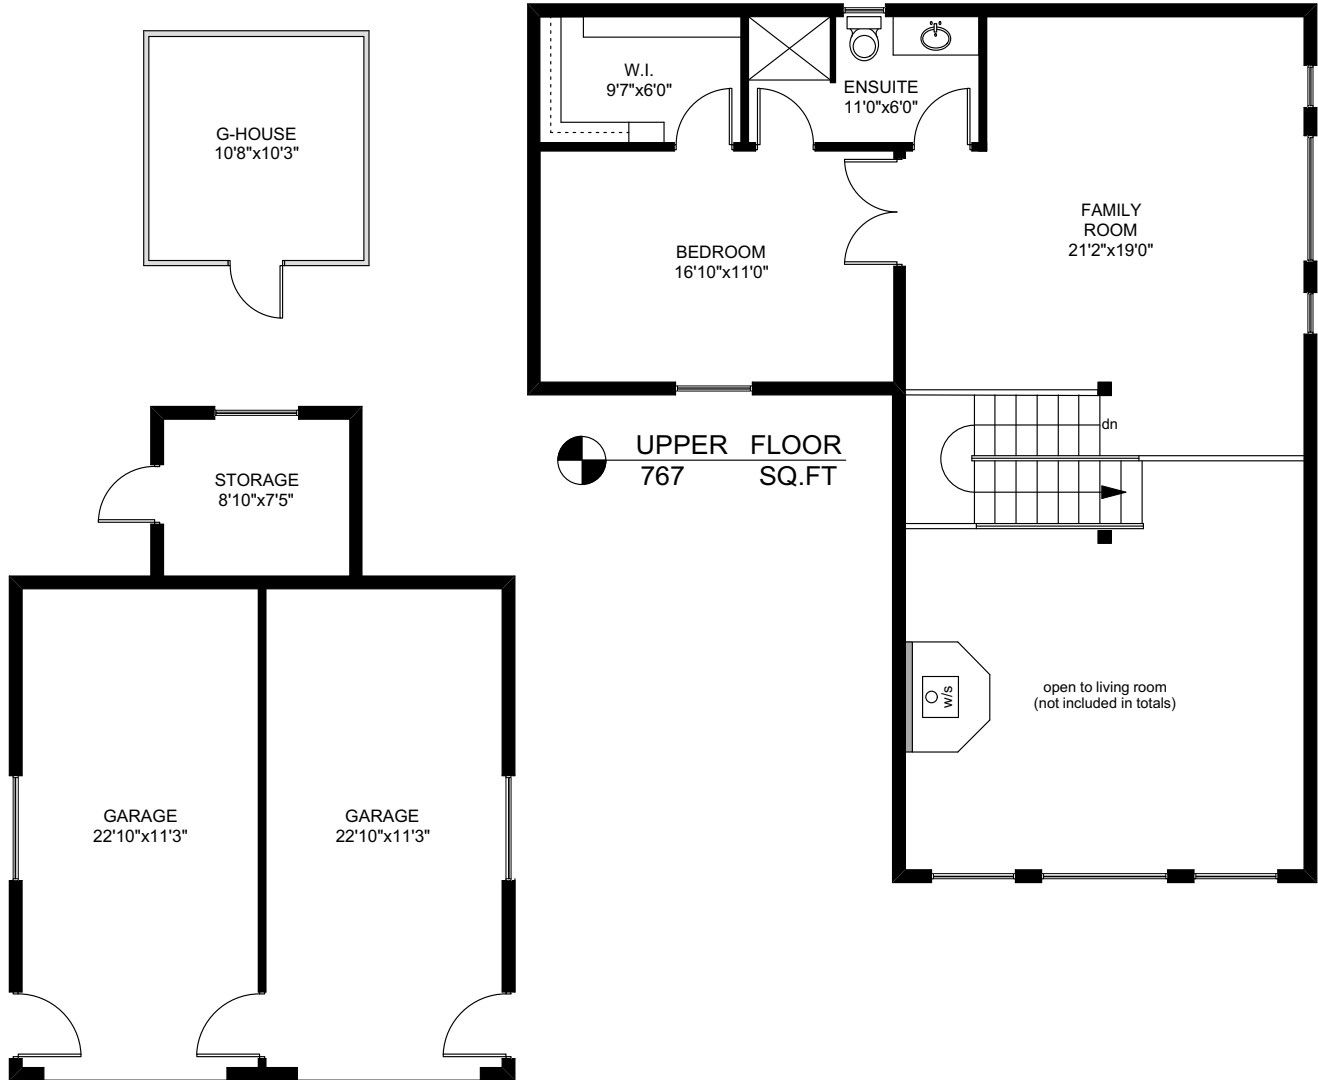 W.I.
9'7"x6'0"
ENSUITE
11'0"x6'0"
G-HOUSE
10'8"x10'3"
FAMILY
ROOM
21'2"x19'0"
BEDROOM
16'10"x11'0"
dn
UPPER FLOOR
767 SQ.FT
STORAGE
8'10"x7'5"
w/s
open to living room
(not included in totals)
GARAGE
22'10"x11'3"
GARAGE
22'10"x11'3"